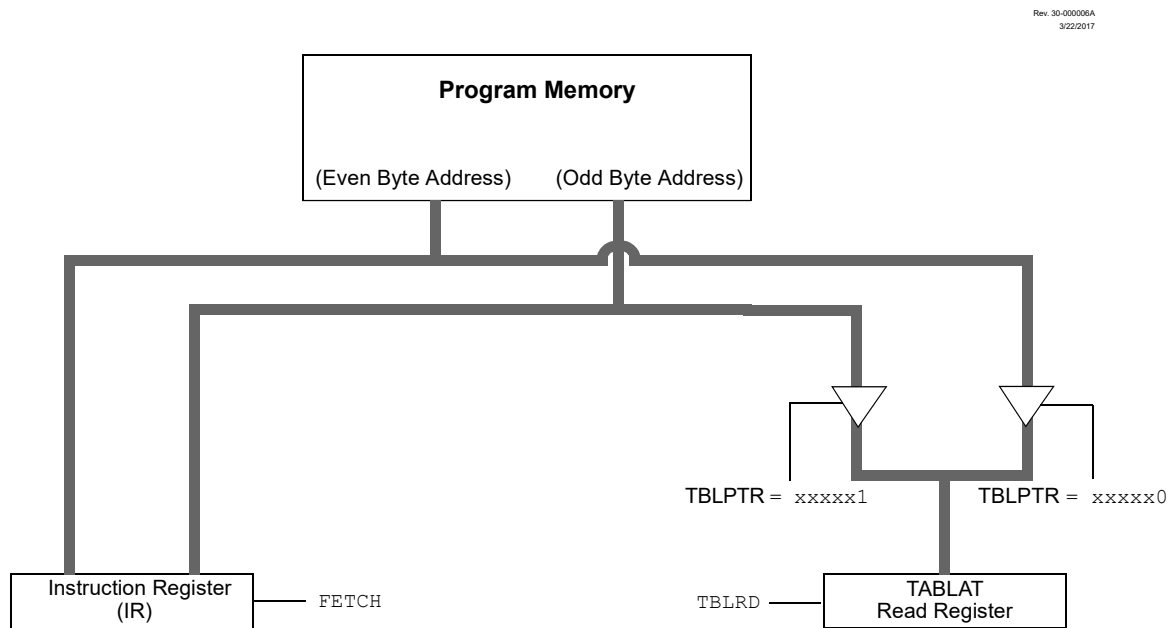 Rev. 30-000006A
3/22/2017
Program Memory
(Even Byte Address) (Odd Byte Address)
TBLPTR = xxxxx1 TBLPTR = xxxxx0
Instruction Register
(IR)
FETCH
TBLRD
TABLAT
Read Register